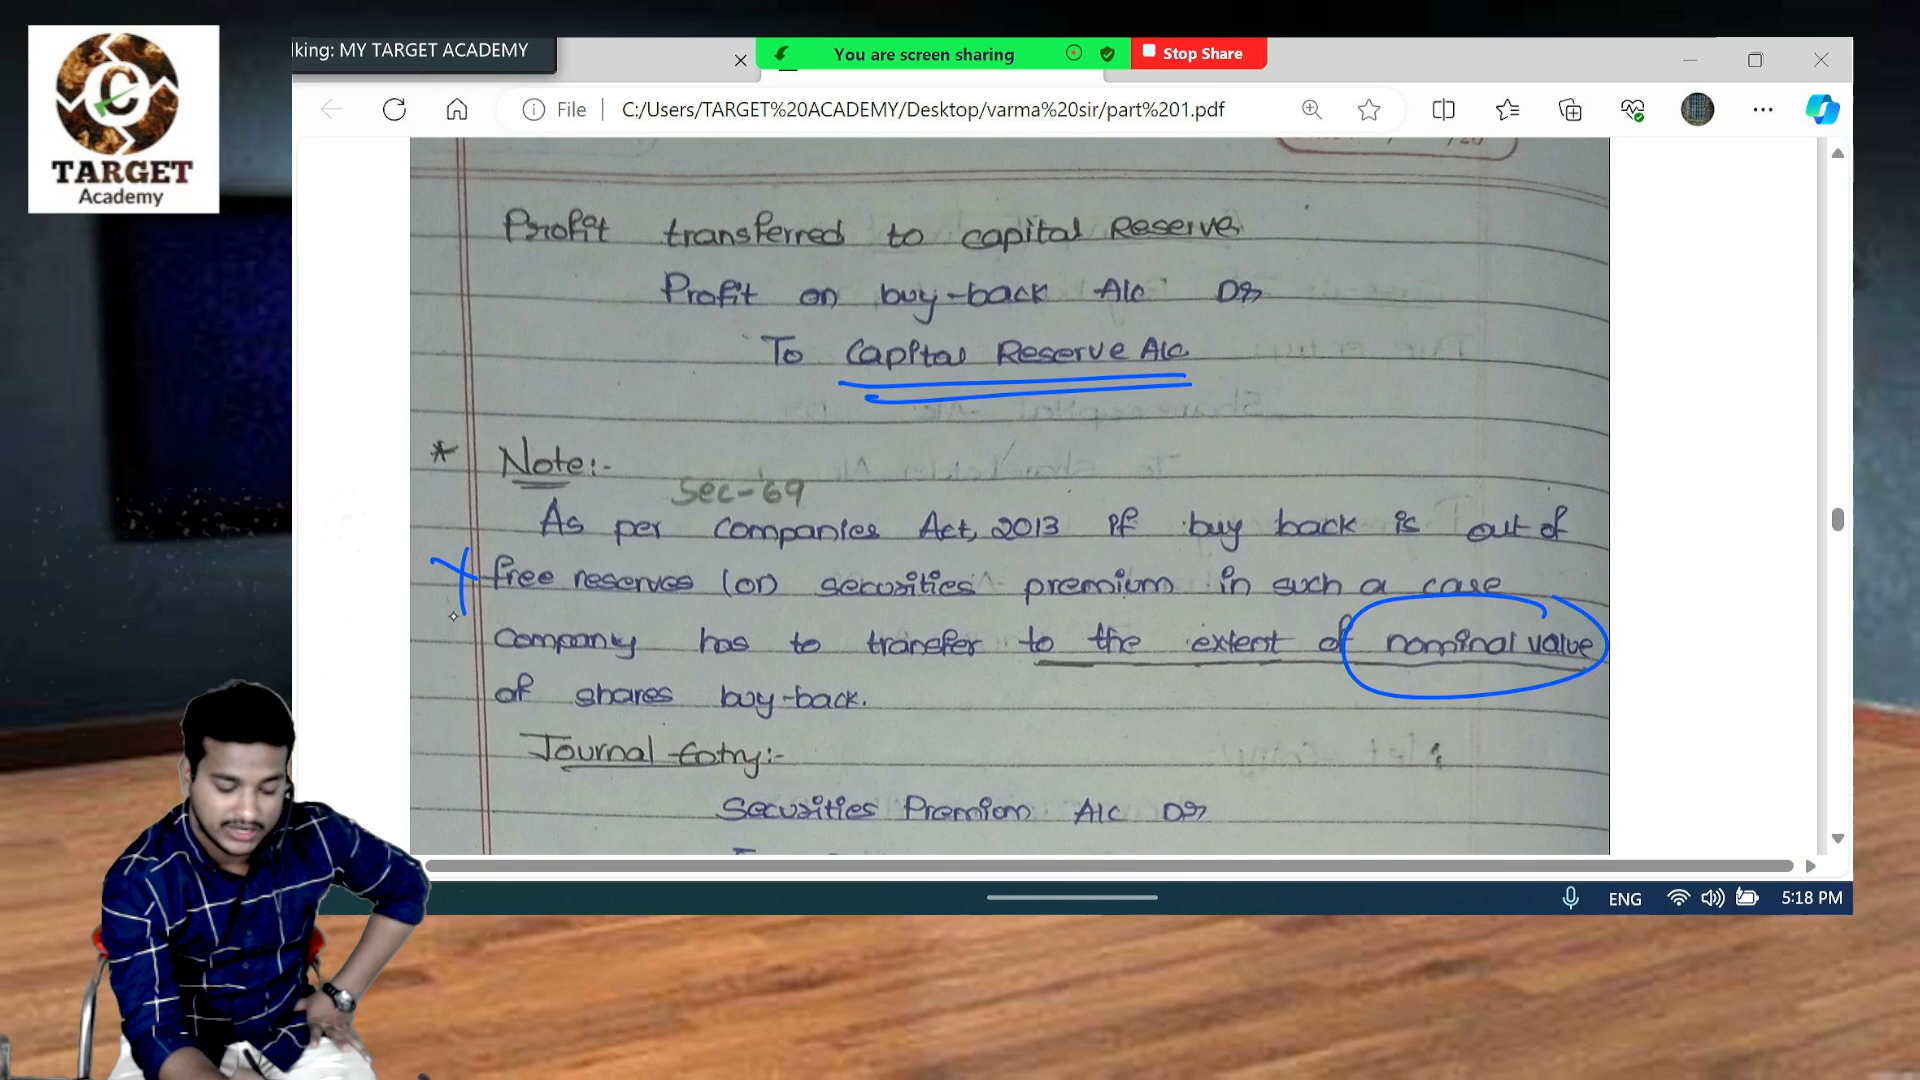 TARGET
Academy
lking: MY TARGET ACADEMY
You are screen sharing
Stop Share
File
C:/Users/TARGET%20ACADEMY/Desktop/varma%20sir/part%201.pdf
Profit transferred to capital Reserve
Profit on buy-back A/c Dr
To Capital Reserve A/c
* Note:-
Sec-69
As per Companies Act, 2013 if buy back is out of
free reserves (or) securities premium in such a case
Company has to transfer to the extent of nominal value
of shares buy-back.
Journal Entry:-
Securities Premium A/c Dr
ENG
5:18 PM